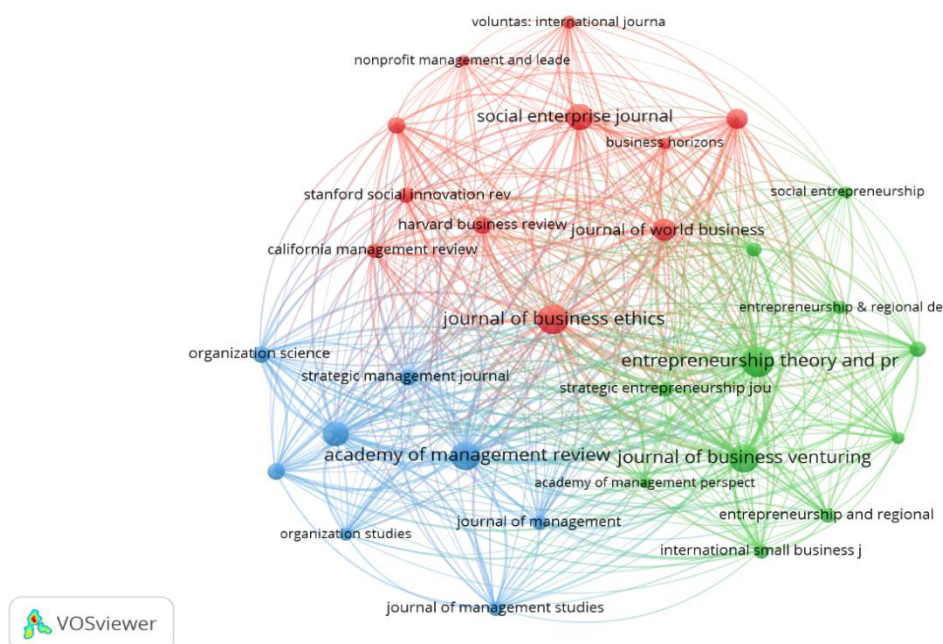 voluntas: international journa
nonprofit management and leade
social enterprise journal
business horizons
stanford social innovation rev
social entrepreneurship
harvard business review
journal of world business
california management review
entrepreneurship & regional de
journal of business ethics
organization science
entrepreneurship theory and pr
strategic management journal
strategic entrepreneurship jou
academy of management review
journal of business venturing
academy of management perspect
entrepreneurship and regional
journal of management
organization studies
international small business j
journal of management studies
VOSviewer